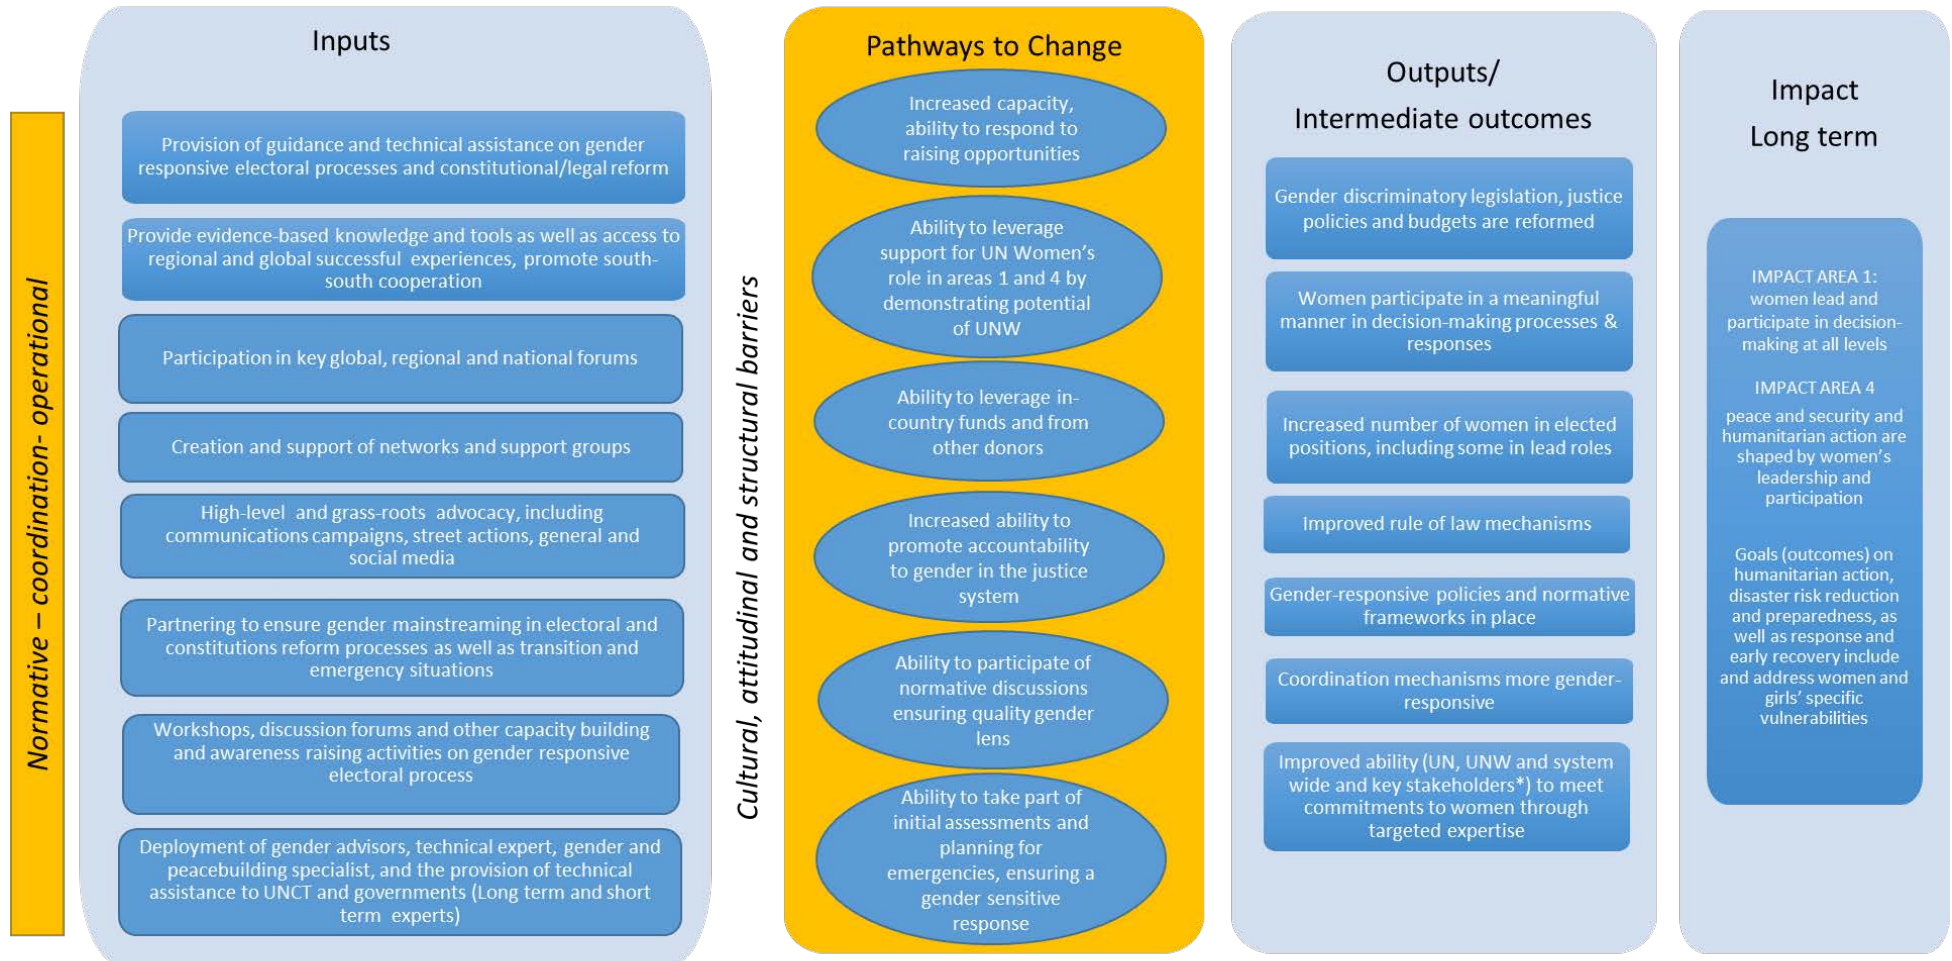 Normative – coordination- operational
Inputs
Provision of guidance and technical assistance on gender
responsive electoral processes and constitutional/legal reform
Provide evidence-based knowledge and tools as well as access to
regional and global successful experiences, promote south-
south cooperation
Participation in key global, regional and national forums
Creation and support of networks and support groups
High-level and grass-roots advocacy, including
communications campaigns, street actions, general and
social media
Partnering to ensure gender mainstreaming in electoral and
constitutions reform processes as well as transition and
emergency situations
Workshops, discussion forums and other capacity building
and awareness raising activities on gender responsive
electoral process
Deployment of gender advisors, technical expert, gender and
peacebuilding specialist, and the provision of technical
assistance to UNCT and governments (Long term and short
term experts)
Cultural, attitudinal and structural barriers
Pathways to Change
Increased capacity,
ability to respond to
raising opportunities
Ability to leverage
support for UN Women's
role in areas 1 and 4 by
demonstrating potential
of UNW
Ability to leverage in-
country funds and from
other donors
Increased ability to
promote accountability
to gender in the justice
system
Ability to participate of
normative discussions
ensuring quality gender
lens
Ability to take part of
initial assessments and
planning for
emergencies, ensuring a
gender sensitive
response
Outputs/
Intermediate outcomes
Gender discriminatory legislation, justice
policies and budgets are reformed
Women participate in a meaningful
manner in decision-making processes &
responses
Increased number of women in elected
positions, including some in lead roles
Improved rule of law mechanisms
Gender-responsive policies and normative
frameworks in place
Coordination mechanisms more gender-
responsive
Improved ability (UN, UNW and system
wide and key stakeholders*) to meet
commitments to women through
targeted expertise
Impact
Long term
IMPACT AREA 1:
women lead and
participate in decision-
making at all levels
IMPACT AREA 4
peace and security and
humanitarian action are
shaped by women's
leadership and
participation
Goals (outcomes) on
humanitarian action,
disaster risk reduction
and preparedness, as
well as response and
early recovery include
and address women and
girls' specific
vulnerabilities